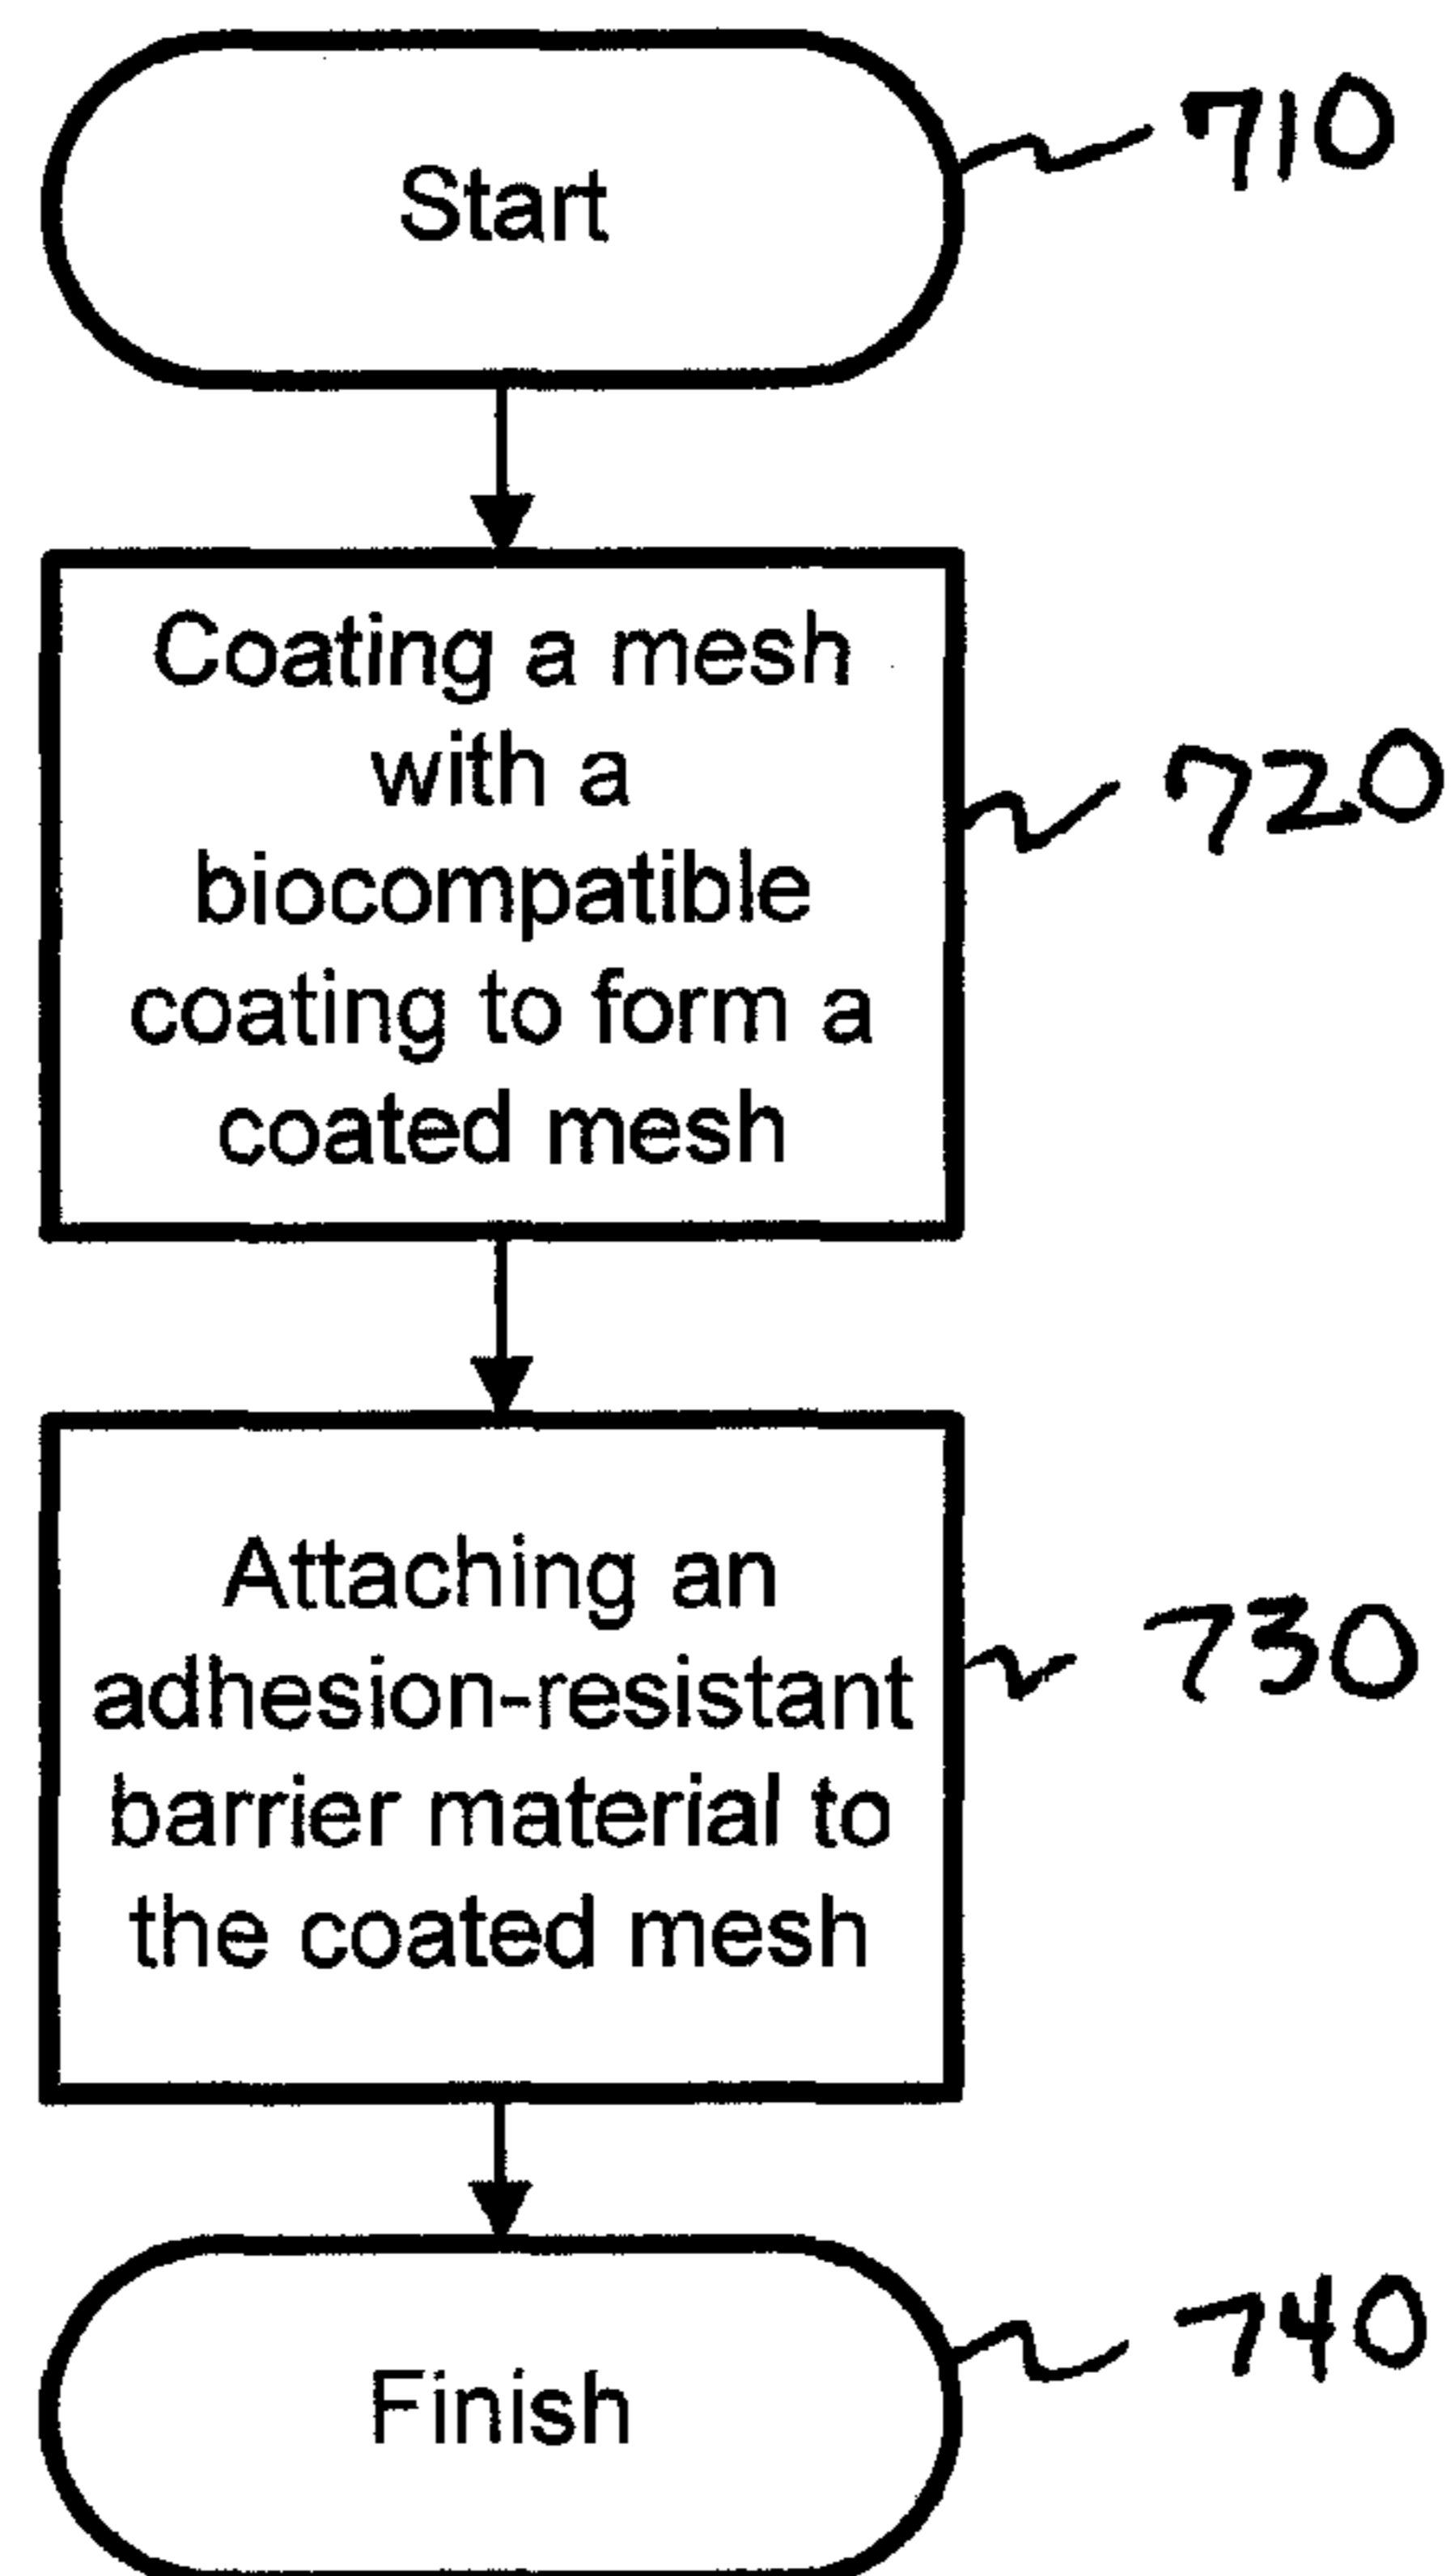 Start
710
Coating a mesh
with a
biocompatible
coating to form a
coated mesh
720
Attaching an
adhesion-resistant
barrier material to
the coated mesh
730
Finish
740